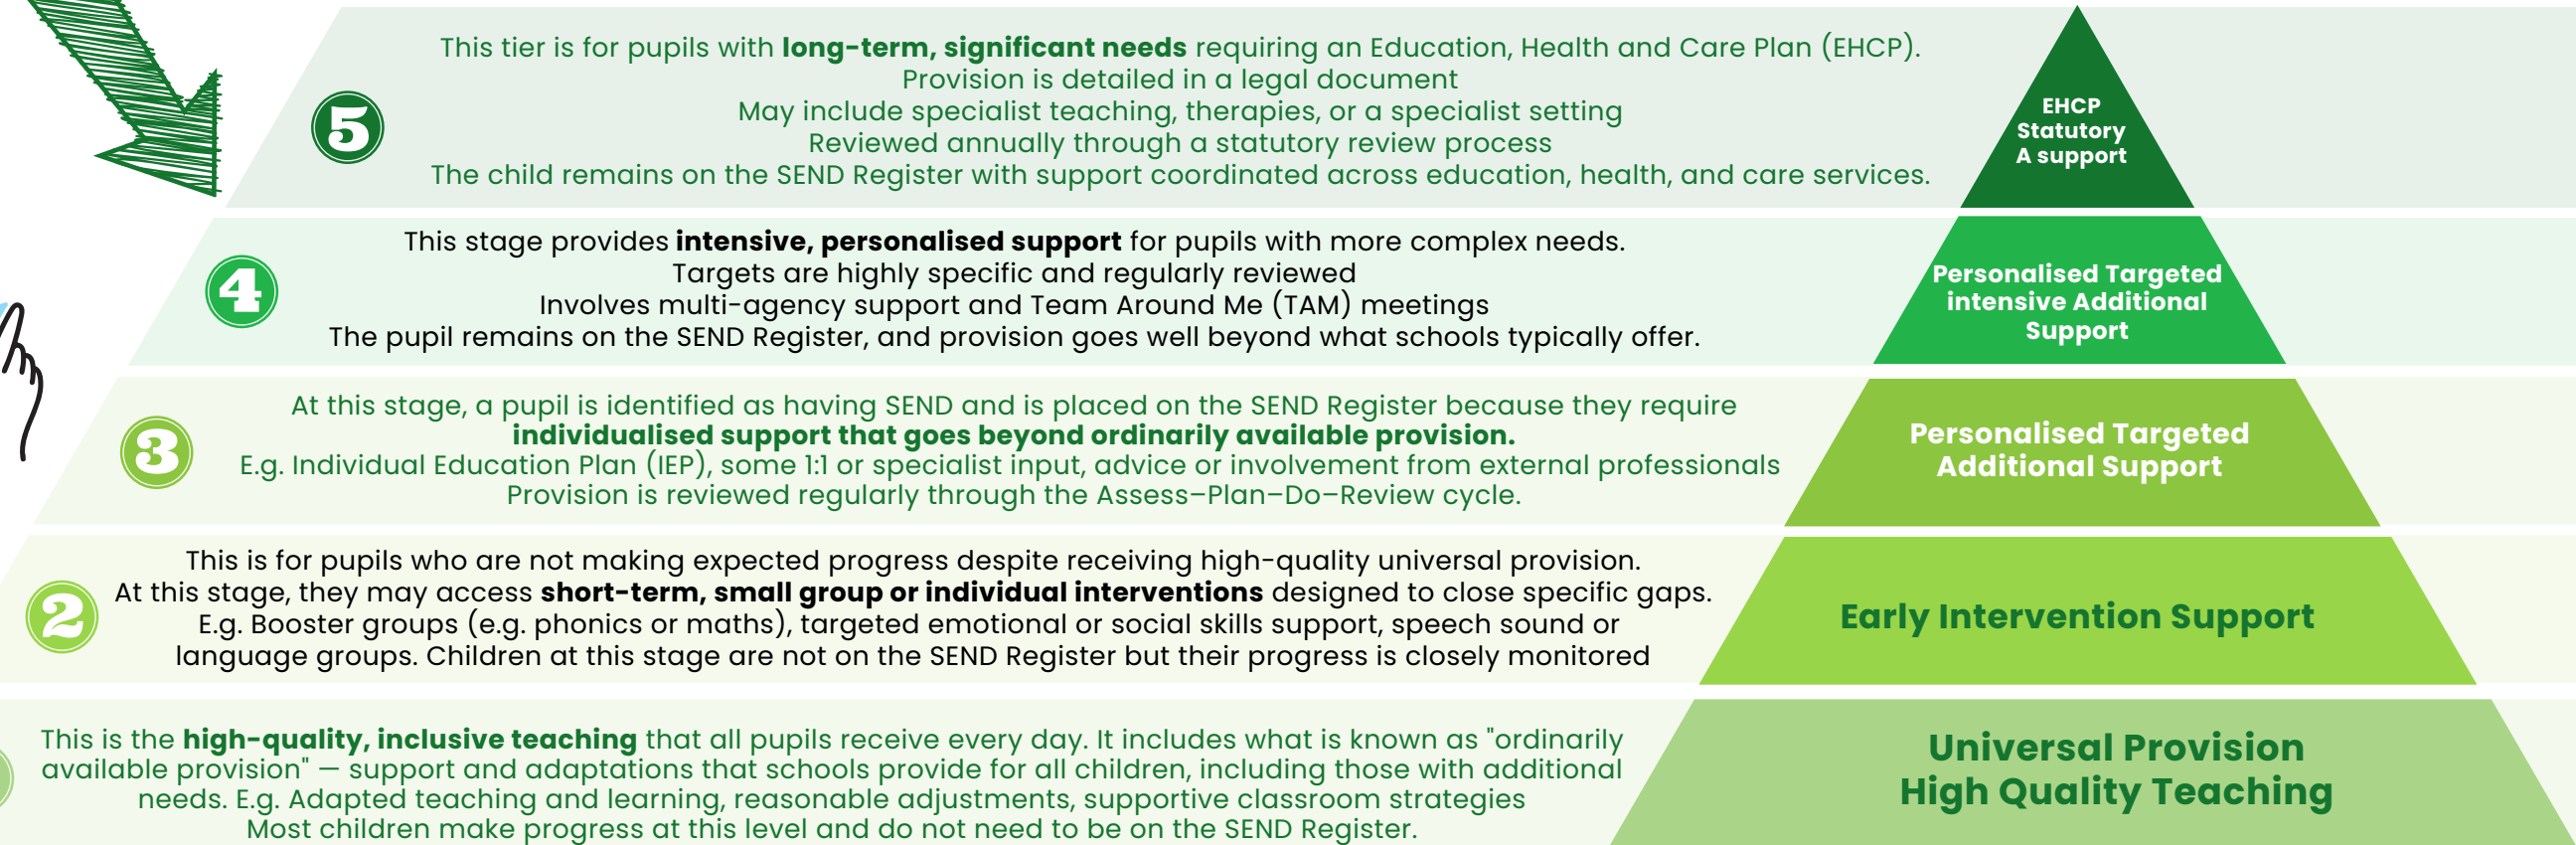 This tier is for pupils with long-term, significant needs requiring an Education, Health and Care Plan (EHCP).
Provision is detailed in a legal document
May include specialist teaching, therapies, or a specialist setting
Reviewed annually through a statutory review process
The child remains on the SEND Register with support coordinated across education, health, and care services.
5
EHCP
Statutory
A support
This stage provides intensive, personalised support for pupils with more complex needs.
Targets are highly specific and regularly reviewed
Involves multi-agency support and Team Around Me (TAM) meetings
The pupil remains on the SEND Register, and provision goes well beyond what schools typically offer.
4
Personalised Targeted
intensive Additional
Support
At this stage, a pupil is identified as having SEND and is placed on the SEND Register because they require
individualised support that goes beyond ordinarily available provision.
E.g. Individual Education Plan (IEP), some 1:1 or specialist input, advice or involvement from external professionals
Provision is reviewed regularly through the Assess–Plan–Do–Review cycle.
3
Personalised Targeted
Additional Support
This is for pupils who are not making expected progress despite receiving high-quality universal provision.
At this stage, they may access short-term, small group or individual interventions designed to close specific gaps.
E.g. Booster groups (e.g. phonics or maths), targeted emotional or social skills support, speech sound or
language groups. Children at this stage are not on the SEND Register but their progress is closely monitored
2
Early Intervention Support
This is the high-quality, inclusive teaching that all pupils receive every day. It includes what is known as "ordinarily
available provision" — support and adaptations that schools provide for all children, including those with additional
needs. E.g. Adapted teaching and learning, reasonable adjustments, supportive classroom strategies
Most children make progress at this level and do not need to be on the SEND Register.
Universal Provision
High Quality Teaching